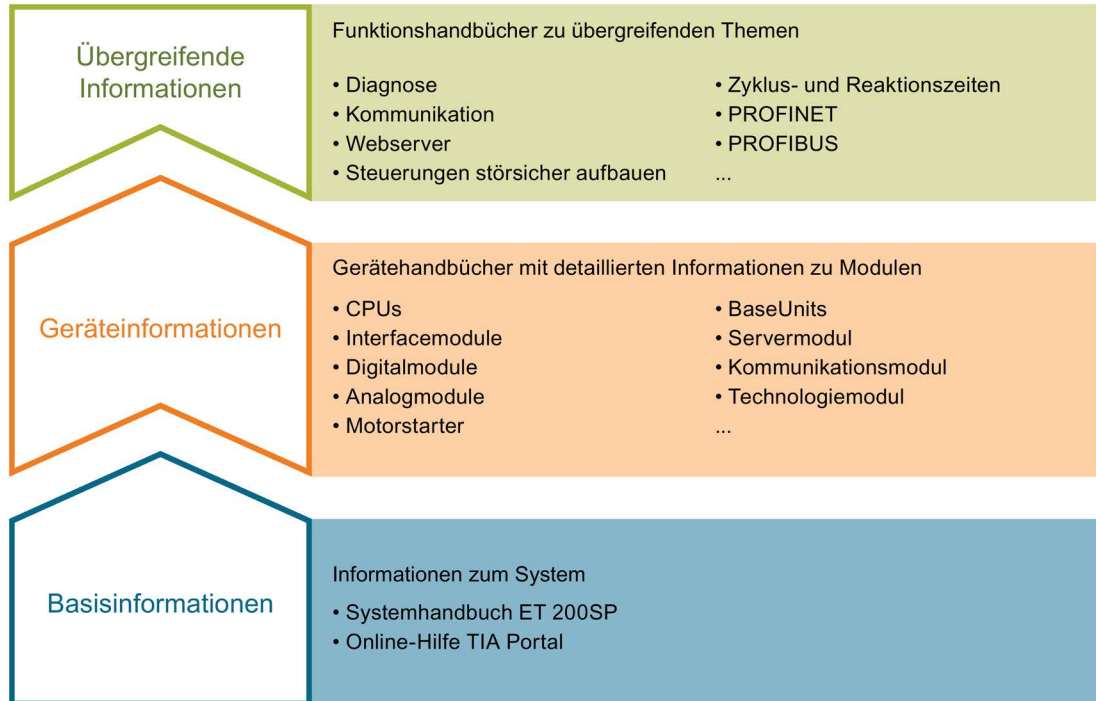 Übergreifende
Informationen
Funktionshandbücher zu übergreifenden Themen
• Diagnose
• Kommunikation
• Webserver
• Steuerungen störsicher aufbauen
• Zyklus- und Reaktionszeiten
• PROFINET
• PROFIBUS
...
Geräteinformationen
Gerätehandbücher mit detaillierten Informationen zu Modulen
• CPUs
• Interfacemodule
• Digitalmodule
• Analogmodule
• Motorstarter
• BaseUnits
• Servermodul
• Kommunikationsmodul
• Technologiemodul
...
Basisinformationen
Informationen zum System
• Systemhandbuch ET 200SP
• Online-Hilfe TIA Portal